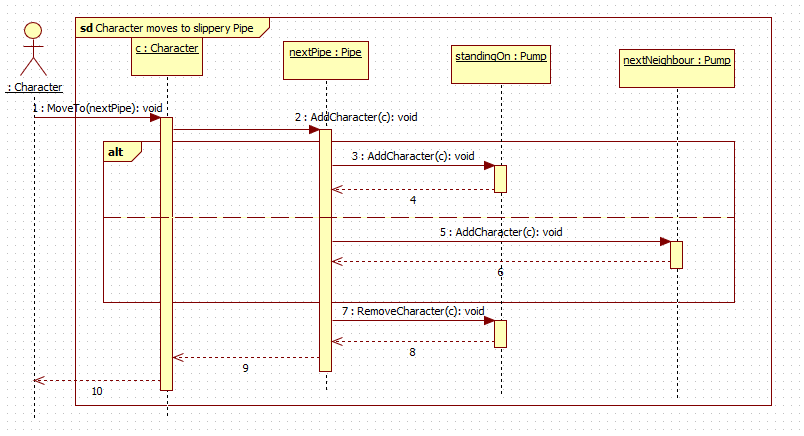 sd Character moves to slippery Pipe
c : Character
nextPipe : Pipe
standingOn : Pump
nextNeighbour : Pump
: Character
1 : MoveTo(nextPipe): void
2 : AddCharacter(c): void
alt
3 : AddCharacter(c): void
4
5 : AddCharacter(c): void
6
7 : RemoveCharacter(c): void
8
9
10